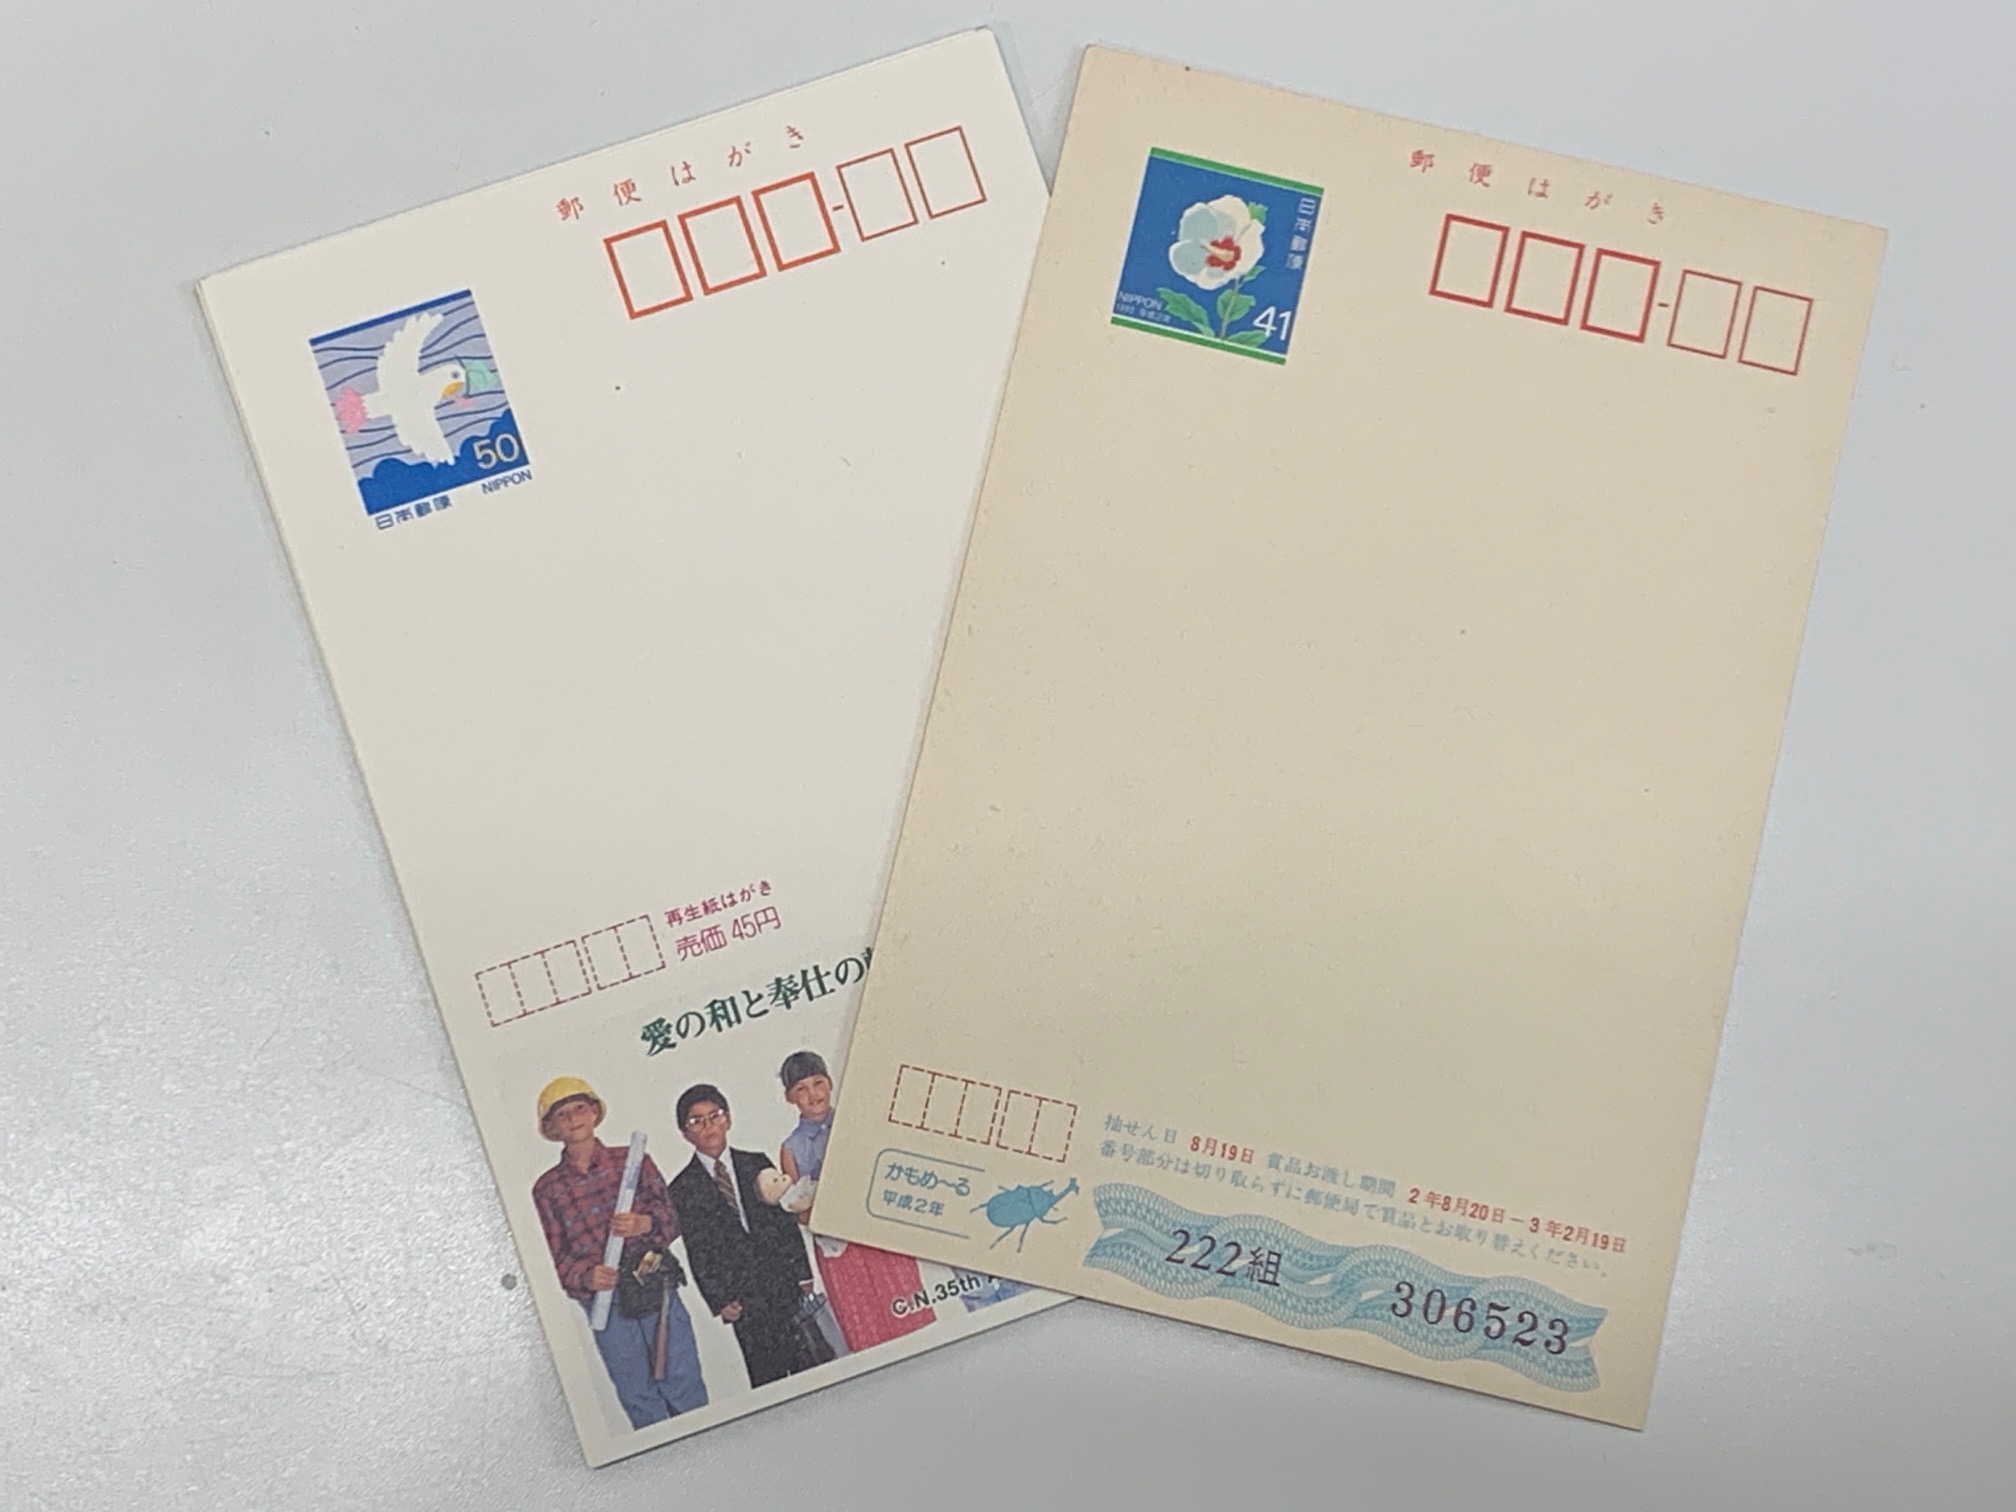 郵便はがき
50
日本郵便 NIPPON
再生紙はがき
売価 45円
愛の和と奉仕の
C.N.35th
郵便はがき
日本郵便
NIPPON
1990 平成2年
41
抽せん日 8月19日 賞品お渡し期間 2年8月20日－3年2月19日
番号部分は切り取らずに郵便局で賞品とお取り替えください。
かもめ〜る
平成2年
222組 306523